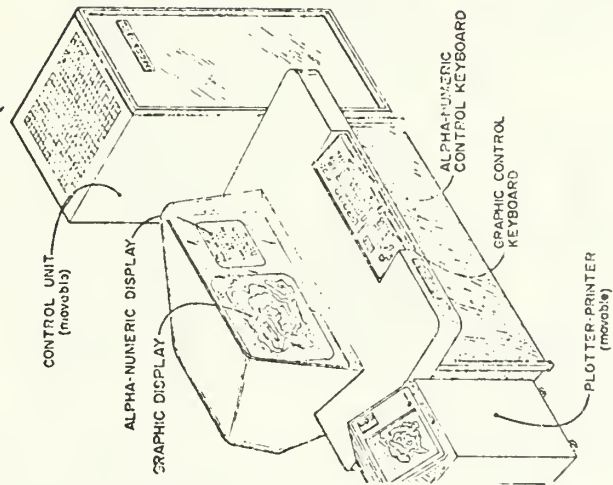 CONTROL UNIT
(movable)
ALPHA-NUMERIC DISPLAY
GRAPHIC DISPLAY
ALPHA-NUMERIC
CONTROL KEYBOARD
GRAPHIC CONTROL
KEYBOARD
PLOTTER-PRINTER
(movable)